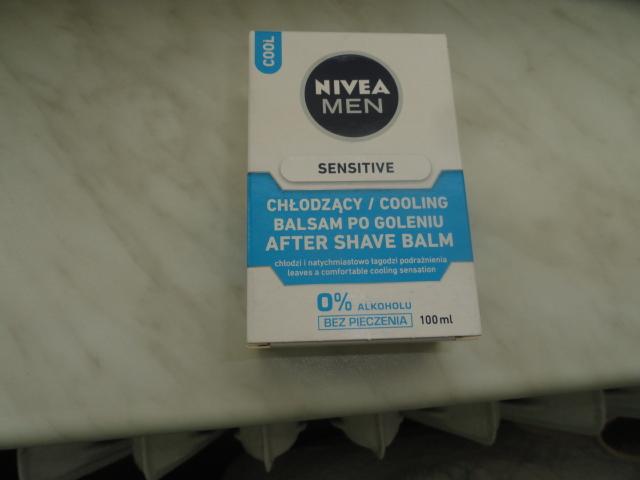 COOL
NIVEA
MEN
SENSITIVE
CHŁODZĄCY / COOLING
BALSAM PO GOLENIU
AFTER SHAVE BALM
chłodzi i natychmiastowo łagodzi podrażnienia
leaves a comfortable cooling sensation
0% ALKOHOLU
BEZ PIECZENIA 100 ml